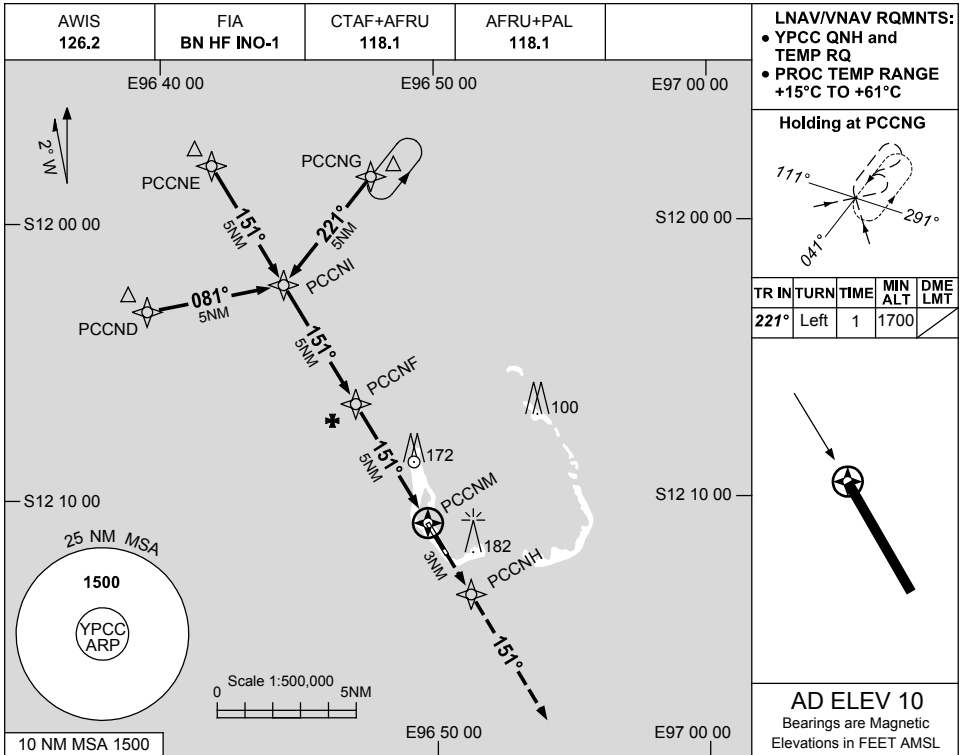 AWIS
126.2
FIA
BN HF INO-1
CTAF+AFRU
118.1
AFRU+PAL
118.1
LNAV/VNAV RQMNTS:
• YPCC QNH and
TEMP RQ
• PROC TEMP RANGE
+15°C TO +61°C
E96 40 00
E96 50 00
E97 00 00
2° W
PCCNE
PCCNG
S12 00 00
S12 00 00
151°
5NM
221°
5NM
PCCNI
081°
5NM
PCCND
151°
5NM
PCCNF
100
151°
5NM
172
PCCNM
S12 10 00
S12 10 00
182
3NM
PCCNH
151°
25 NM MSA
1500
YPCC
ARP
Scale 1:500,000
0
5NM
10 NM MSA 1500
E96 50 00
E97 00 00
Holding at PCCNG
111°
291°
041°
TR IN TURN TIME MIN ALT DME LMT
221° Left 1 1700
AD ELEV 10
Bearings are Magnetic
Elevations in FEET AMSL